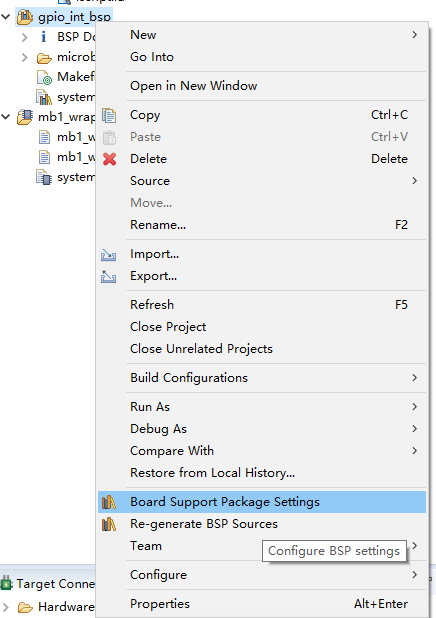 gpio_int_bsp
BSP Do
microb
Makefi
system
mb1_wrap
mb1_w
mb1_w
system
New
Go Into
Open in New Window
Copy Ctrl+C
Paste Ctrl+V
Delete Delete
Source
Move...
Rename... F2
Import...
Export...
Refresh F5
Close Project
Close Unrelated Projects
Build Configurations
Run As
Debug As
Compare With
Restore from Local History...
Board Support Package Settings
Re-generate BSP Sources
Team
Configure BSP settings
Configure
Properties Alt+Enter
Target Conne
Hardware